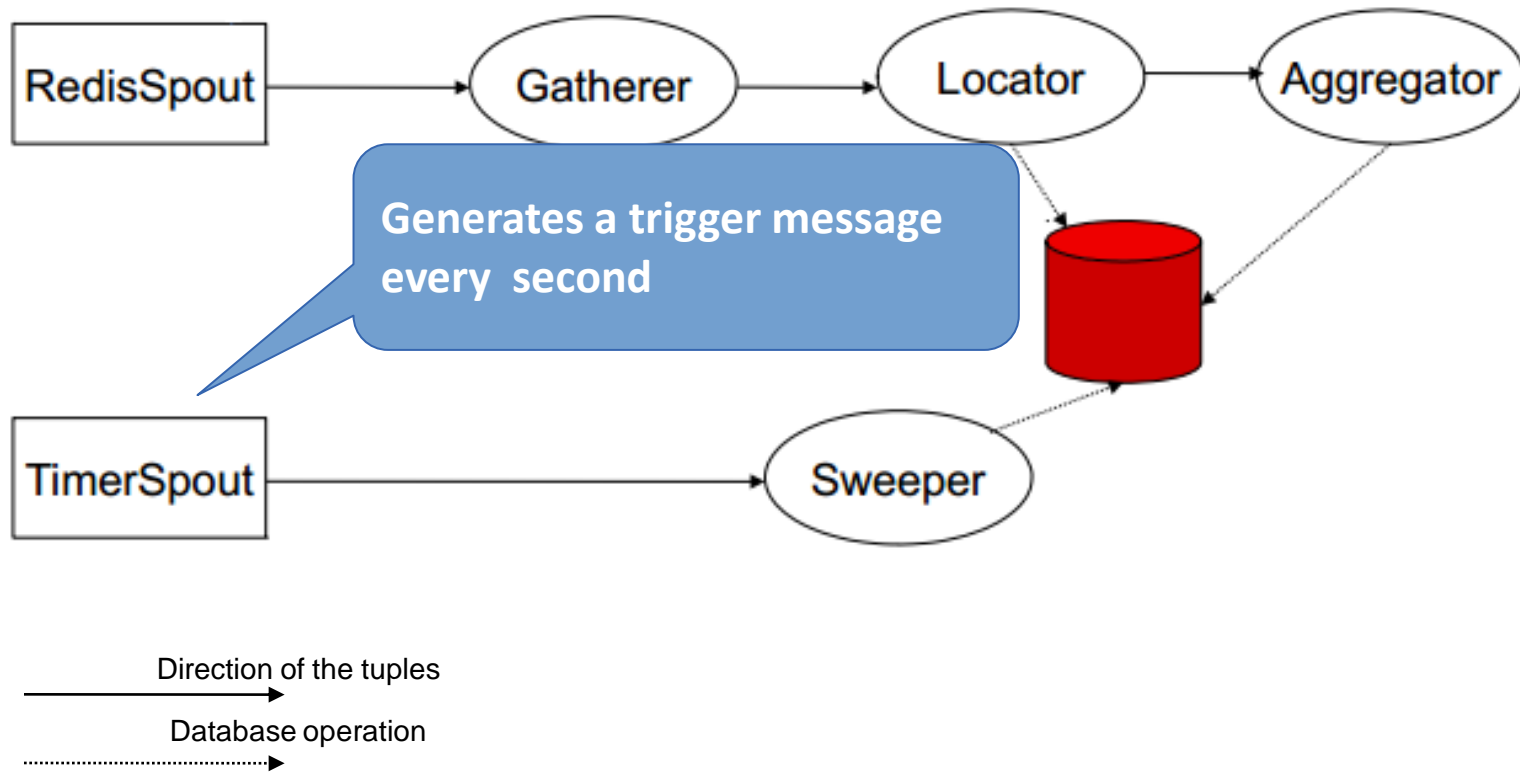 RedisSpout
Gatherer
Locator
Aggregator
Generates a trigger message
every second
TimerSpout
Sweeper
Direction of the tuples
Database operation